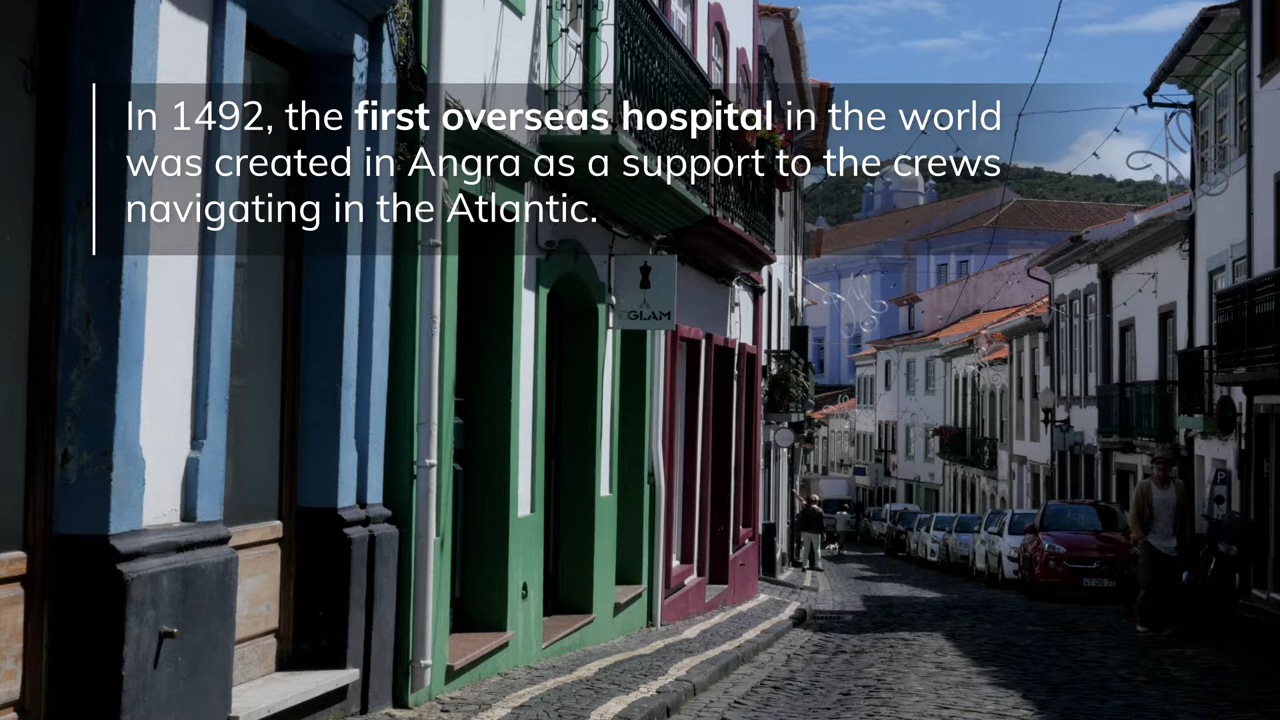 In 1492, the first overseas hospital in the world
was created in Angra as a support to the crews
navigating in the Atlantic.
GLAM
P